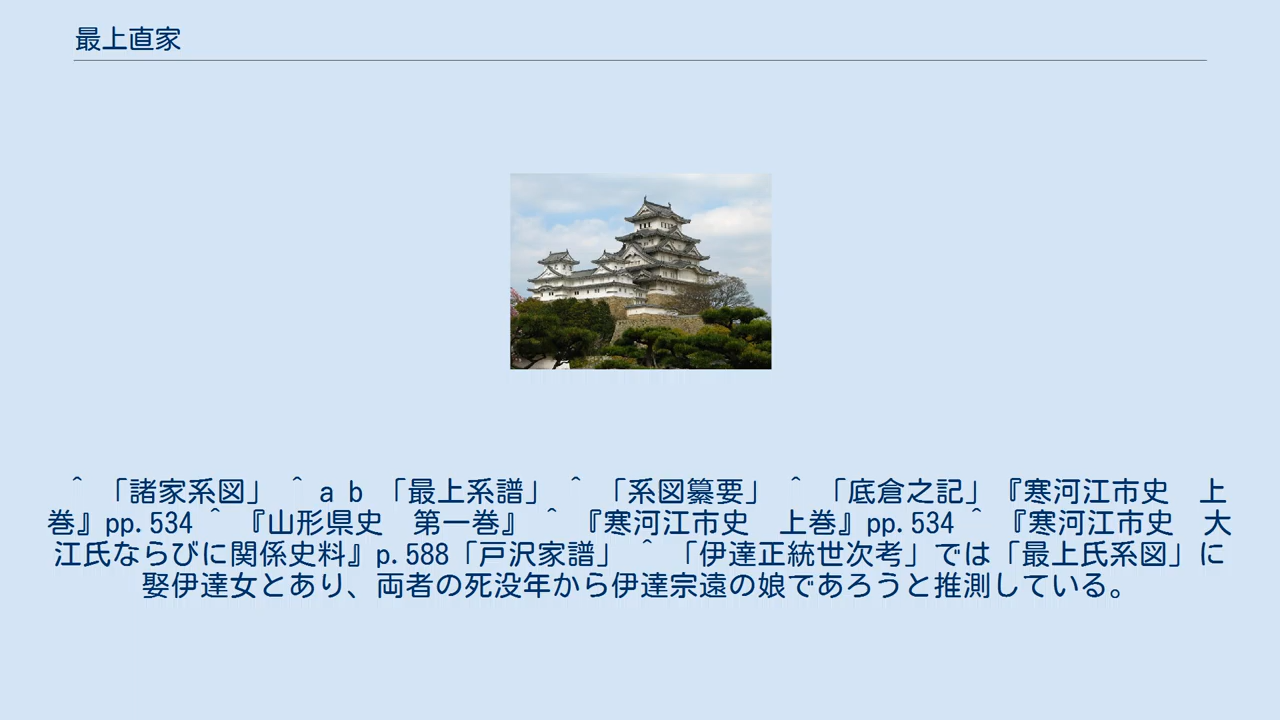 最上直家
^ 「諸家系図」 ^ a b 「最上系譜」 ^ 「系図纂要」 ^ 「底倉之記」『寒河江市史　上
巻』pp.534 ^ 『山形県史　第一巻』 ^ 『寒河江市史　上巻』pp.534 ^ 『寒河江市史　大
江氏ならびに関係史料』p.588「戸沢家譜」 ^ 「伊達正統世次考」では「最上氏系図」に
娶伊達女とあり、両者の死没年から伊達宗遠の娘であろうと推測している。